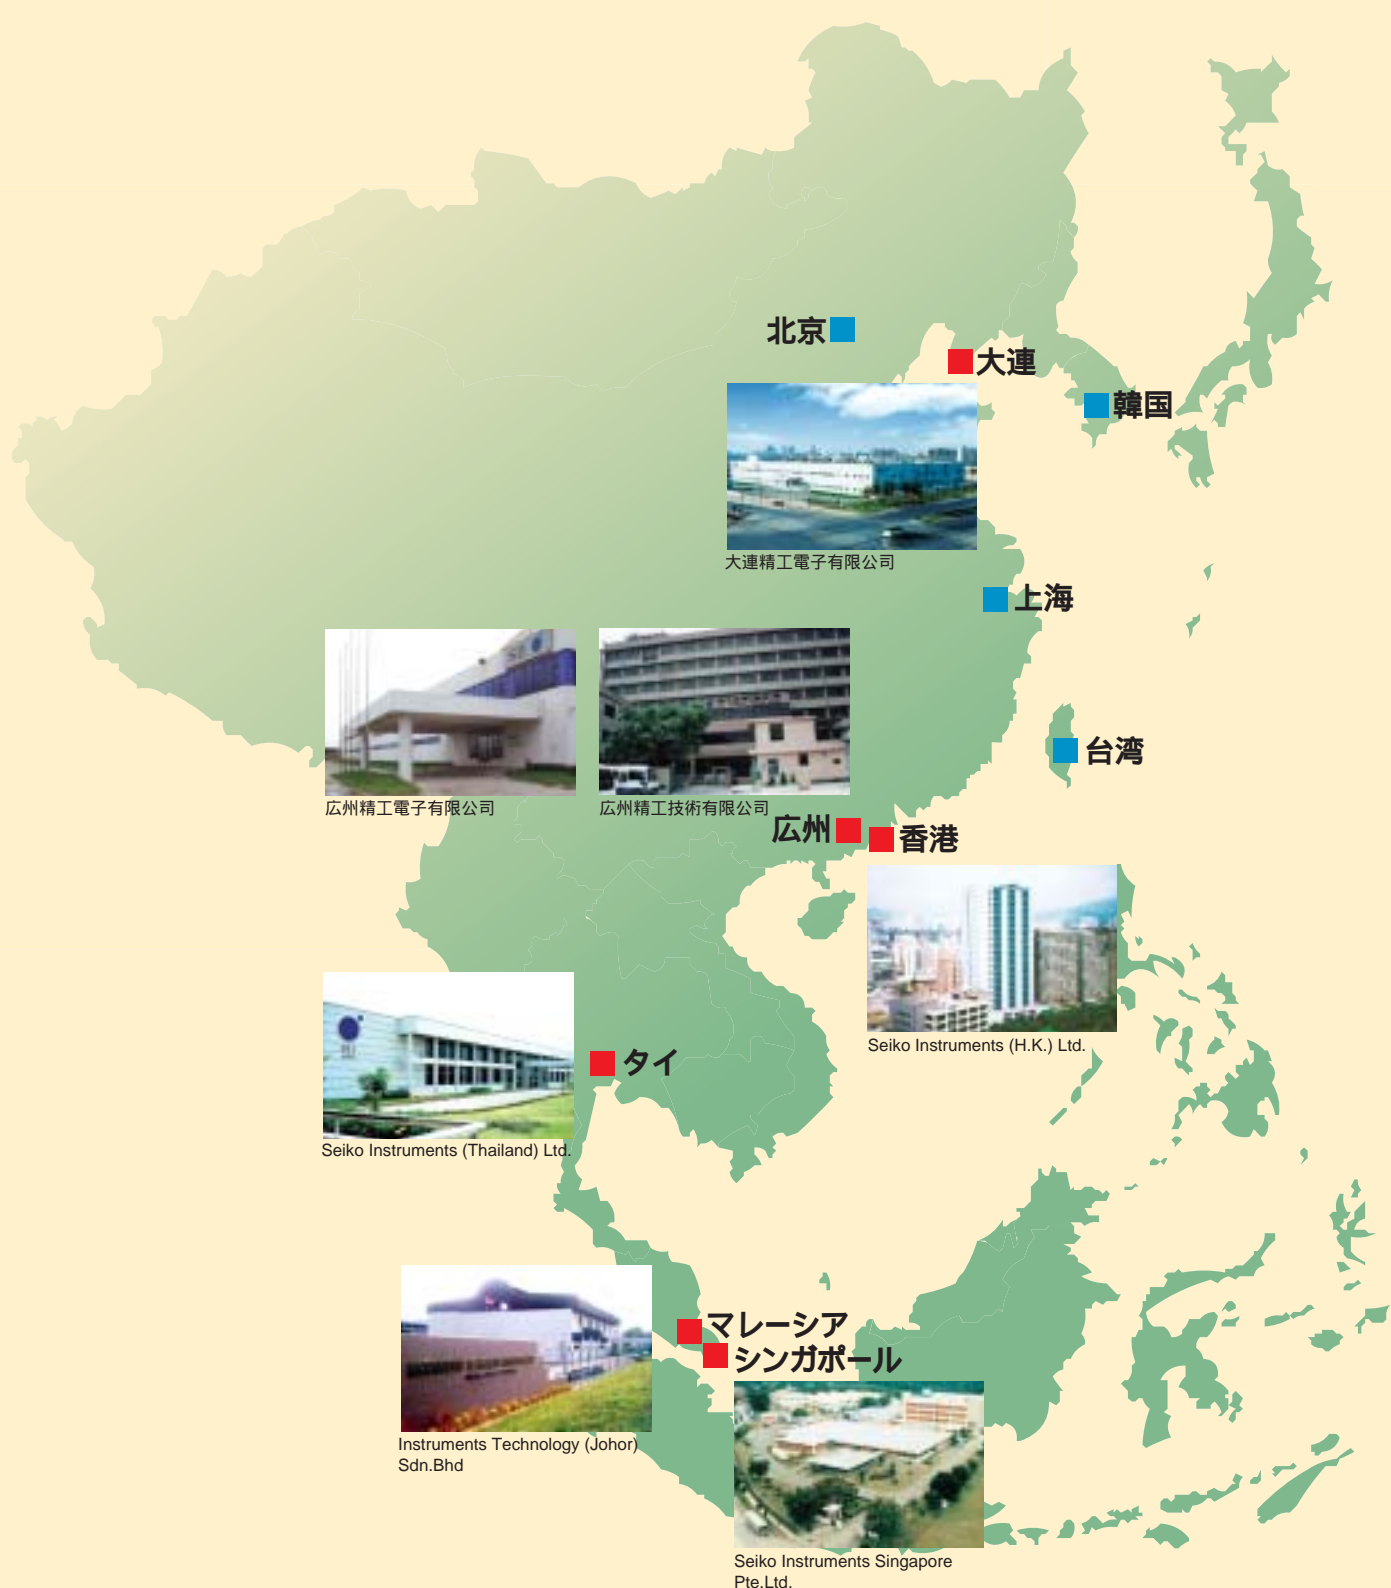 北京
大連
韓国
大連精工電子有限公司
上海
台湾
広州精工電子有限公司
広州精工技術有限公司
広州
香港
Seiko Instruments (H.K.) Ltd.
タイ
Seiko Instruments (Thailand) Ltd.
マレーシア
シンガポール
Instruments Technology (Johor)
Sdn.Bhd
Seiko Instruments Singapore
Pte.Ltd.